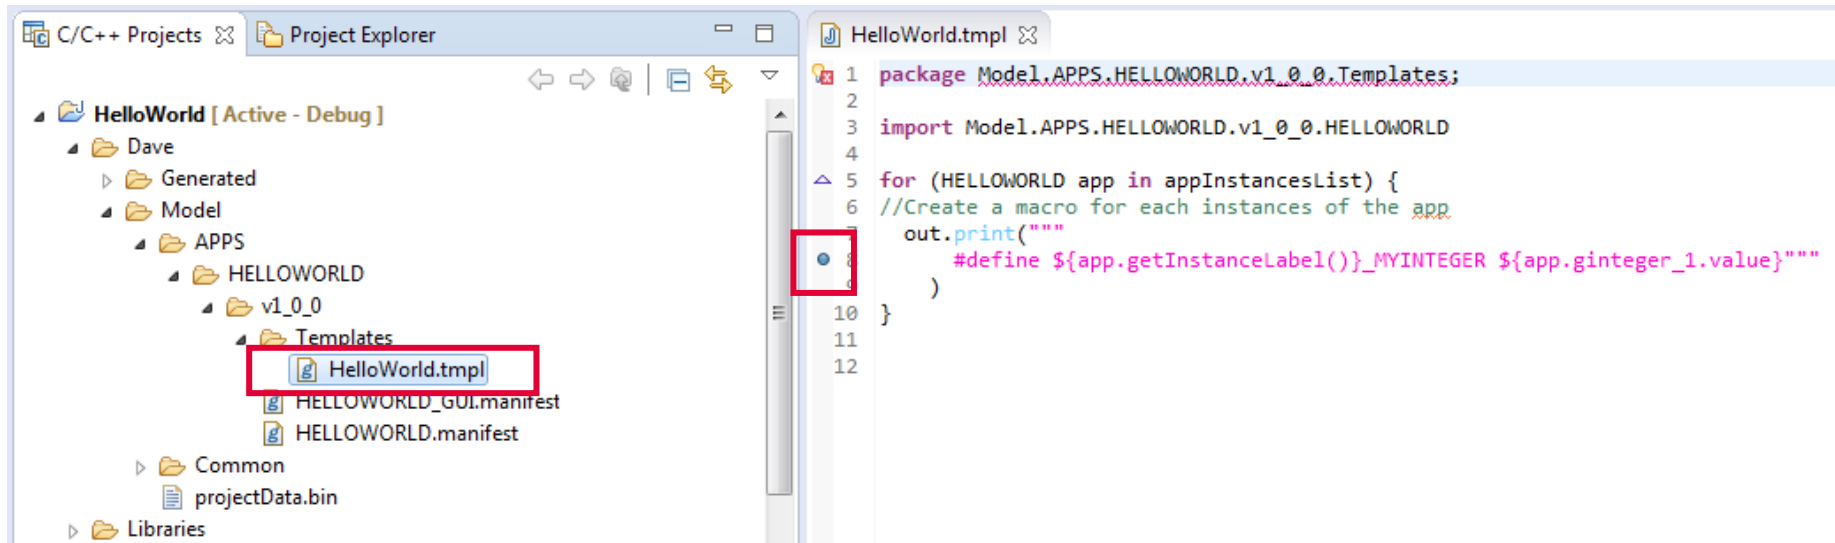 C/C++ Projects
Project Explorer
HelloWorld [ Active - Debug ]
Dave
Generated
Model
APPS
HELLOWORLD
v1_0_0
Templates
HelloWorld.tmpl
HELLOWORLD_GUI.manifest
HELLOWORLD.manifest
Common
projectData.bin
Libraries
HelloWorld.tmpl
1 package Model.APPS.HELLOWORLD.v1_0_0.Templates;
2
3 import Model.APPS.HELLOWORLD.v1_0_0.HELLOWORLD
4
5 for (HELLOWORLD app in appInstancesList) {
6 //Create a macro for each instances of the app
7 out.print("""
8 #define ${app.getInstanceLabel()}_MYINTEGER ${app.ginteger_1.value}"""
9 )
10 }
11
12